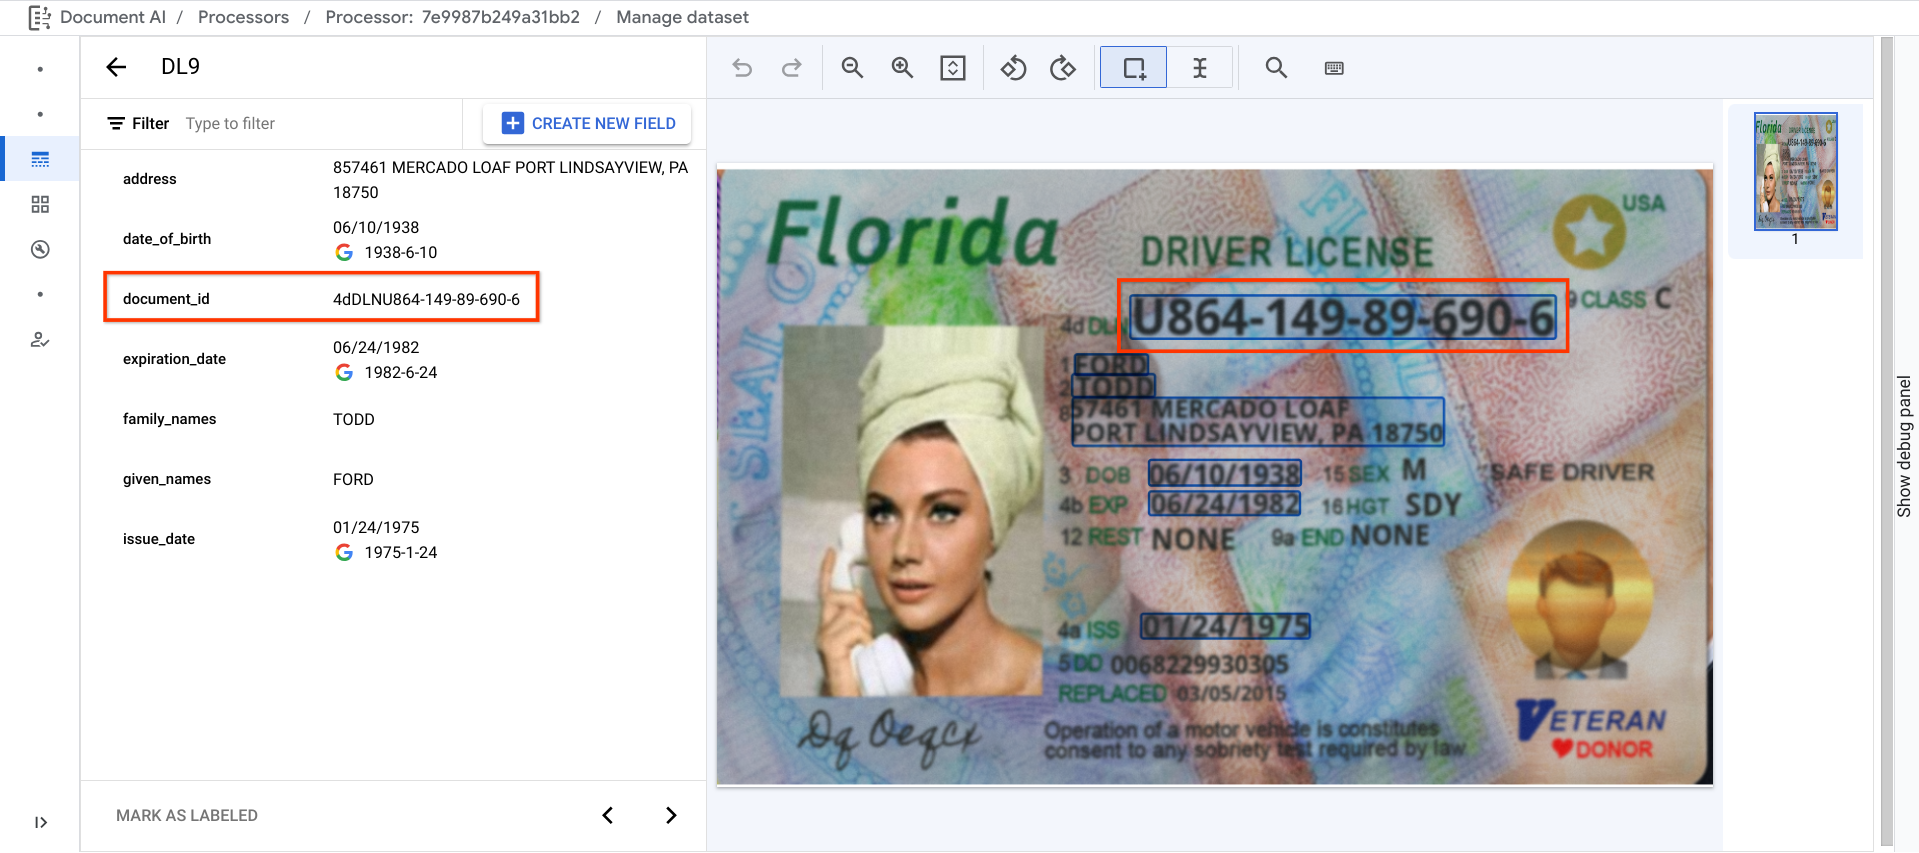 Document AI / Processors / Processor: 7e9987b249a31bb2 / Manage dataset
DL9
Filter Type to filter
CREATE NEW FIELD
address 857461 MERCADO LOAF PORT LINDSAYVIEW, PA
18750
date_of_birth 06/10/1938
1938-6-10
document_id 4dDLNU864-149-89-690-6
expiration_date 06/24/1982
1982-6-24
family_names TODD
given_names FORD
issue_date 01/24/1975
1975-1-24
MARK AS LABELED
Florida
USA
DRIVER LICENSE
4d DLN U864-149-89-690-6
9 CLASS C
1 FORD
2 TODD
857461 MERCADO LOAF
PORT LINDSAYVIEW, PA 18750
3 DOB 06/10/1938 15 SEX M
SAFE DRIVER
4b EXP 06/24/1982 16 HGT SDY
12 REST NONE 9a END NONE
4a ISS 01/24/1975
5 DD 0068229930305
REPLACED 03/05/2015
Operation of a motor vehicle is constitutes
consent to any sobriety test required by law
VETERAN
DONOR
1
Show debug panel